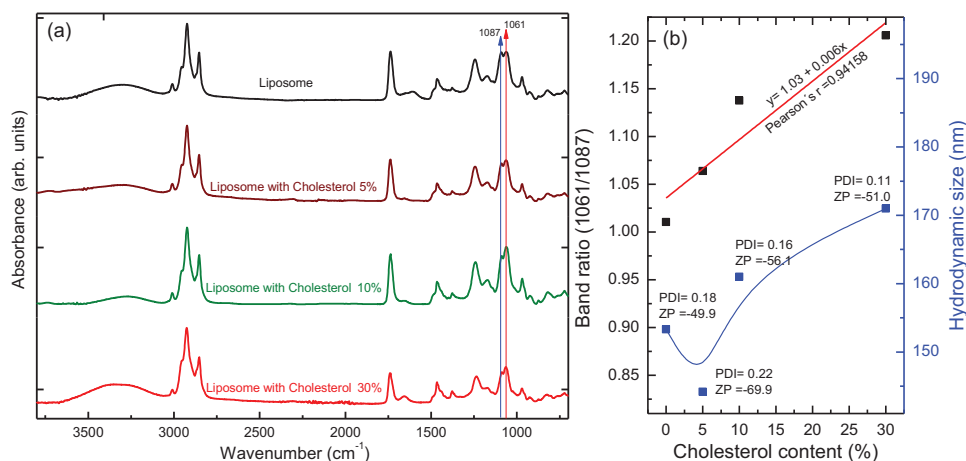 (a)
1087
1061
Liposome
Liposome with Cholesterol 5%
Liposome with Cholesterol 10%
Liposome with Cholesterol 30%
Absorbance (arb. units)
3500 3000 2500 2000 1500 1000
Wavenumber (cm-1)
(b)
1.20
1.15
1.10
1.05
1.00
0.95
0.90
0.85
Band ratio (1061/1087)
y= 1.03 + 0.006x
Pearson´s r =0.94158
PDI= 0.18
ZP =-49.9
PDI= 0.22
ZP =-69.9
PDI= 0.16
ZP =-56.1
PDI= 0.11
ZP =-51.0
190
180
170
160
150
Hydrodynamic size (nm)
0 5 10 15 20 25 30
Cholesterol content (%)